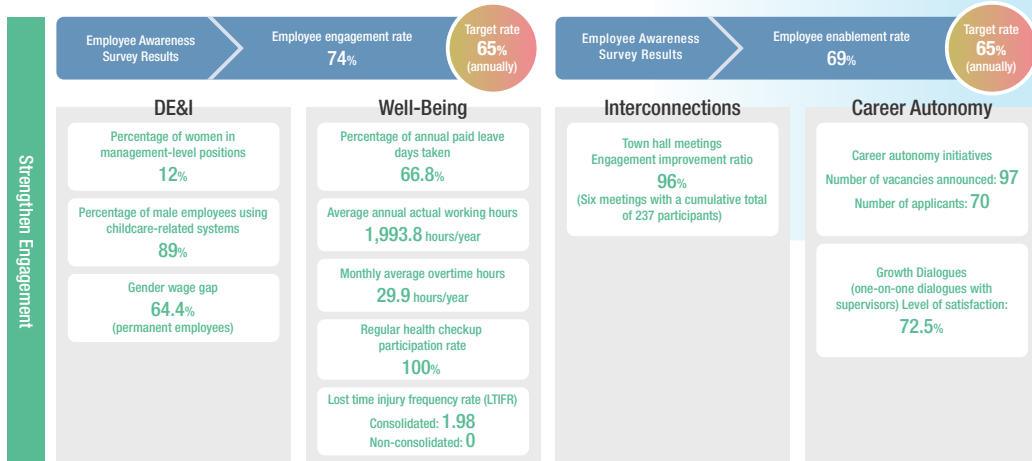 Strengthen Engagement
Employee Awareness
Survey Results
Employee engagement rate
74%
Target rate
65%
(annually)
Employee Awareness
Survey Results
Employee enablement rate
69%
Target rate
65%
(annually)
DE&I
Percentage of women in
management-level positions
12%
Percentage of male employees using
childcare-related systems
89%
Gender wage gap
64.4%
(permanent employees)
Well-Being
Percentage of annual paid leave
days taken
66.8%
Average annual actual working hours
1,993.8 hours/year
Monthly average overtime hours
29.9 hours/year
Regular health checkup
participation rate
100%
Lost time injury frequency rate (LTIFR)
Consolidated: 1.98
Non-consolidated: 0
Interconnections
Town hall meetings
Engagement improvement ratio
96%
(Six meetings with a cumulative total
of 237 participants)
Career Autonomy
Career autonomy initiatives
Number of vacancies announced: 97
Number of applicants: 70
Growth Dialogues
(one-on-one dialogues with
supervisors) Level of satisfaction:
72.5%